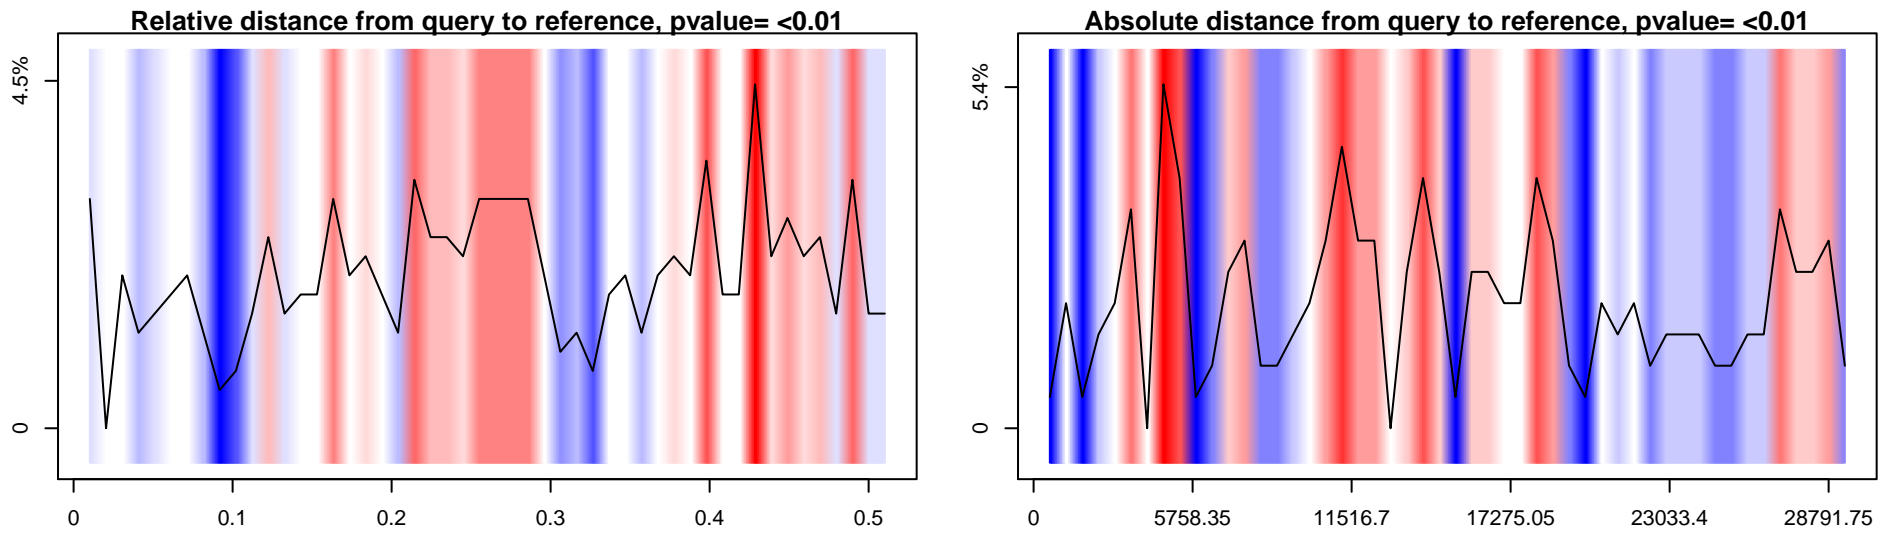 Relative distance from query to reference, pvalue= <0.01
4.5%
0
0 0.1 0.2 0.3 0.4 0.5
Absolute distance from query to reference, pvalue= <0.01
5.4%
0
0 5758.35 11516.7 17275.05 23033.4 28791.75